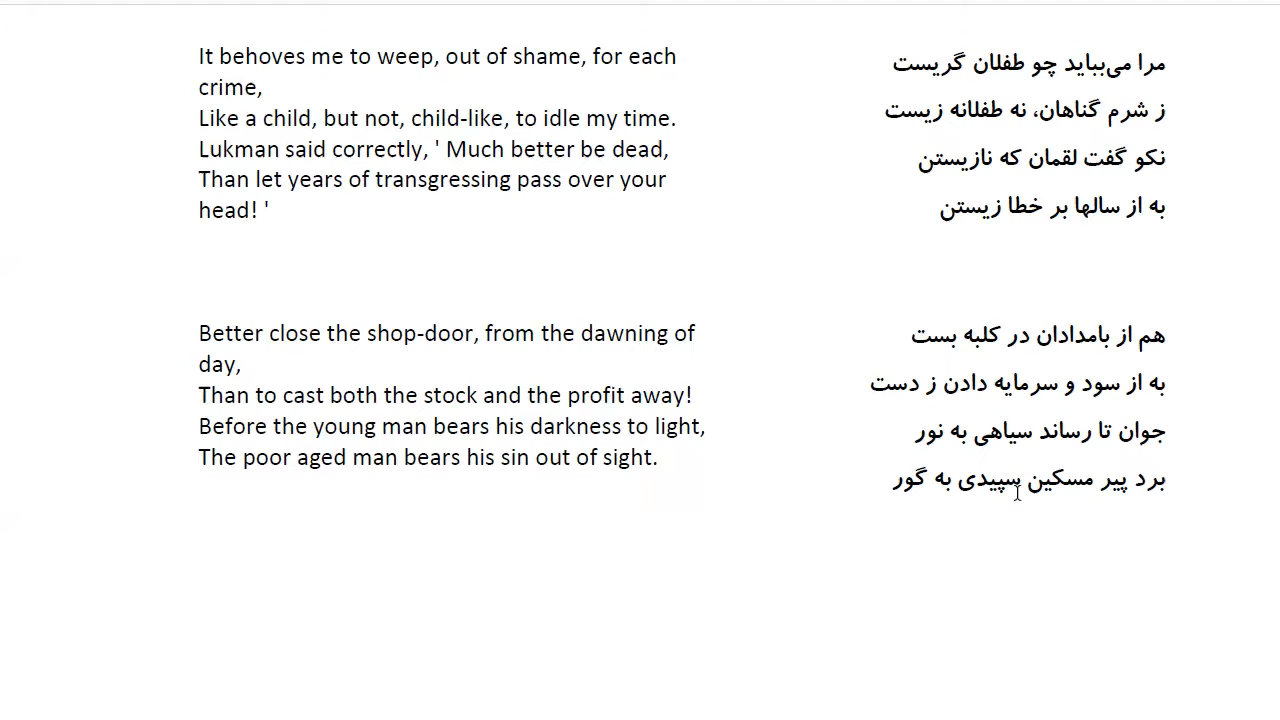 It behoves me to weep, out of shame, for each
crime,
Like a child, but not, child-like, to idle my time.
Lukman said correctly, ' Much better be dead,
Than let years of transgressing pass over your
head! '
مرا می‌بباید چو طفلان گریست
ز شرم گناهان، نه طفلانه زیست
نکو گفت لقمان که نازیستن
به از سالها بر خطا زیستن
Better close the shop-door, from the dawning of
day,
Than to cast both the stock and the profit away!
Before the young man bears his darkness to light,
The poor aged man bears his sin out of sight.
هم از بامدادان در کلبه بست
به از سود و سرمایه دادن ز دست
جوان تا رساند سیاهی به نور
برد پیر مسکین سپیدی به گور